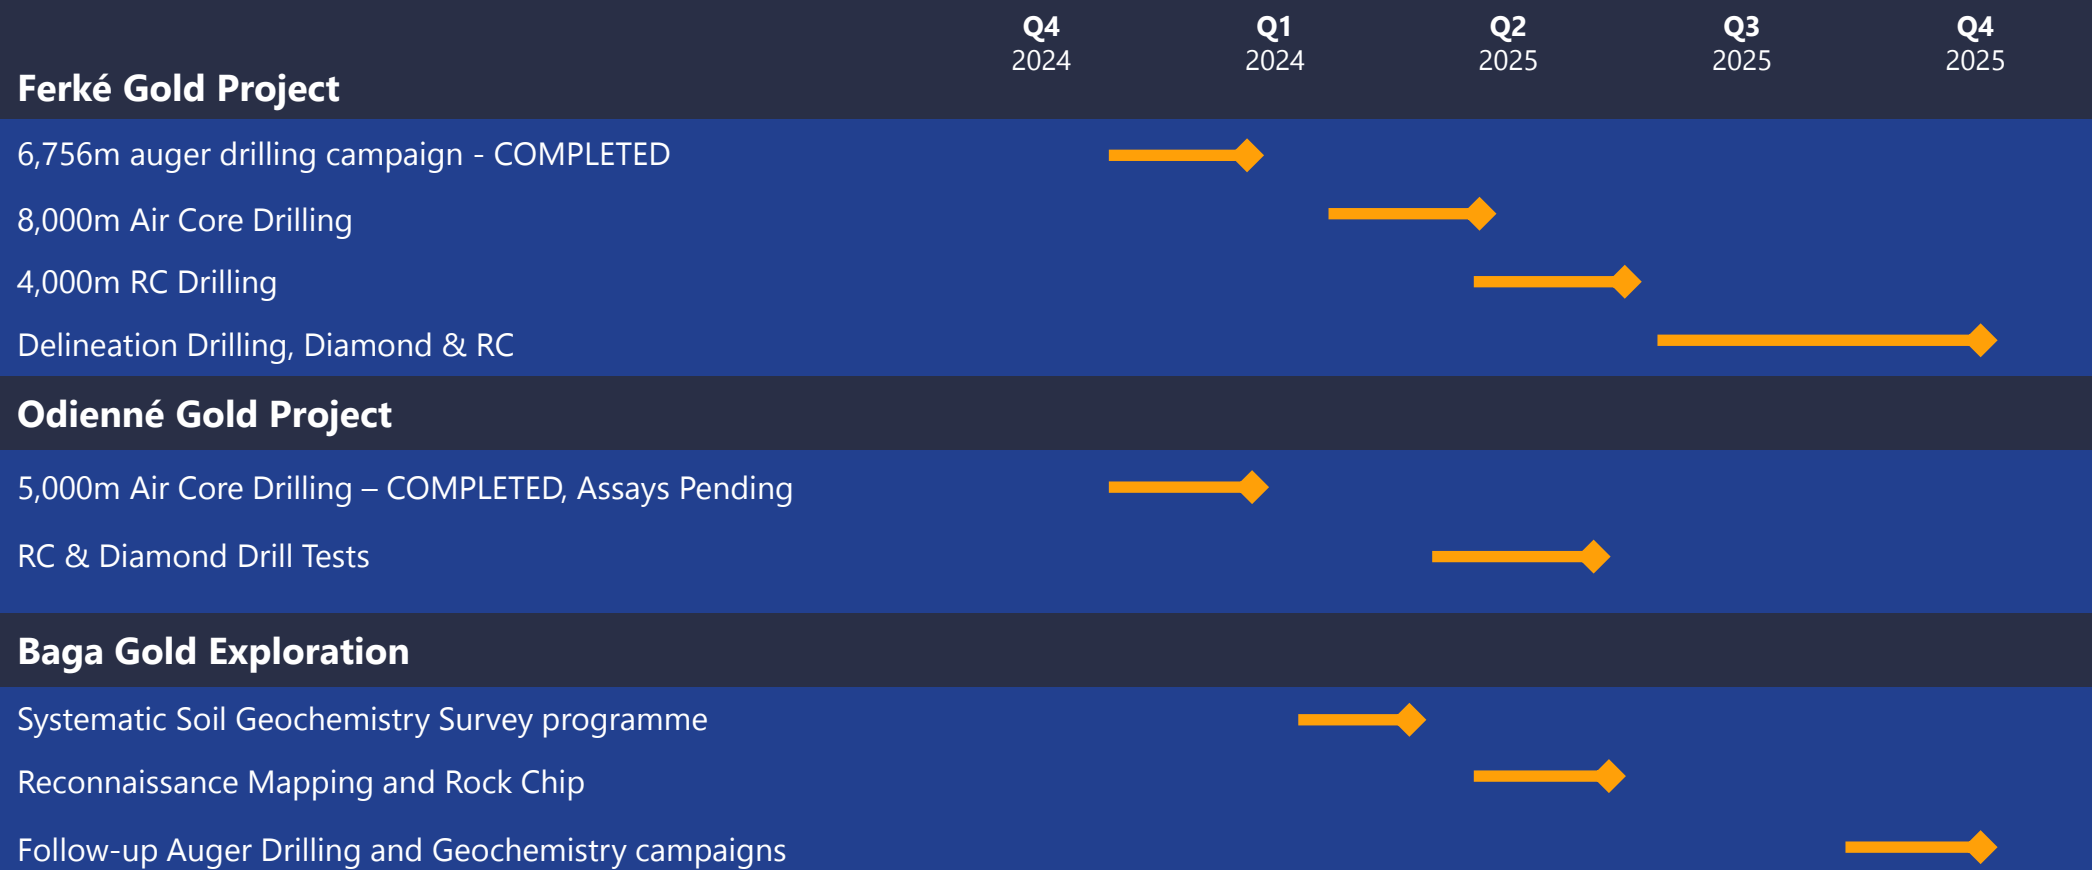 Q4 Q1 Q2 Q3 Q4
2024 2024 2025 2025 2025
Ferké Gold Project
6,756m auger drilling campaign - COMPLETED
8,000m Air Core Drilling
4,000m RC Drilling
Delineation Drilling, Diamond & RC
Odienné Gold Project
5,000m Air Core Drilling – COMPLETED, Assays Pending
RC & Diamond Drill Tests
Baga Gold Exploration
Systematic Soil Geochemistry Survey programme
Reconnaissance Mapping and Rock Chip
Follow-up Auger Drilling and Geochemistry campaigns